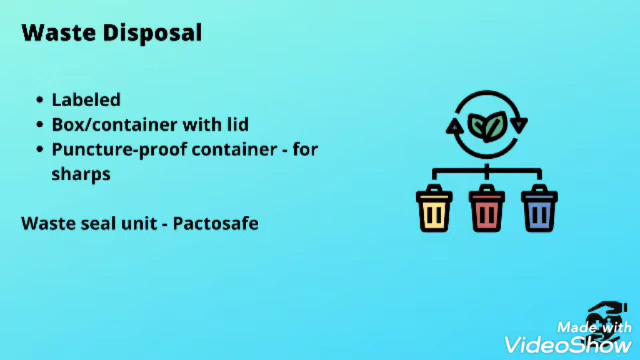 Waste Disposal
• Labeled
• Box/container with lid
• Puncture-proof container - for
sharps
Waste seal unit - Pactosafe
Made with
VideoShow